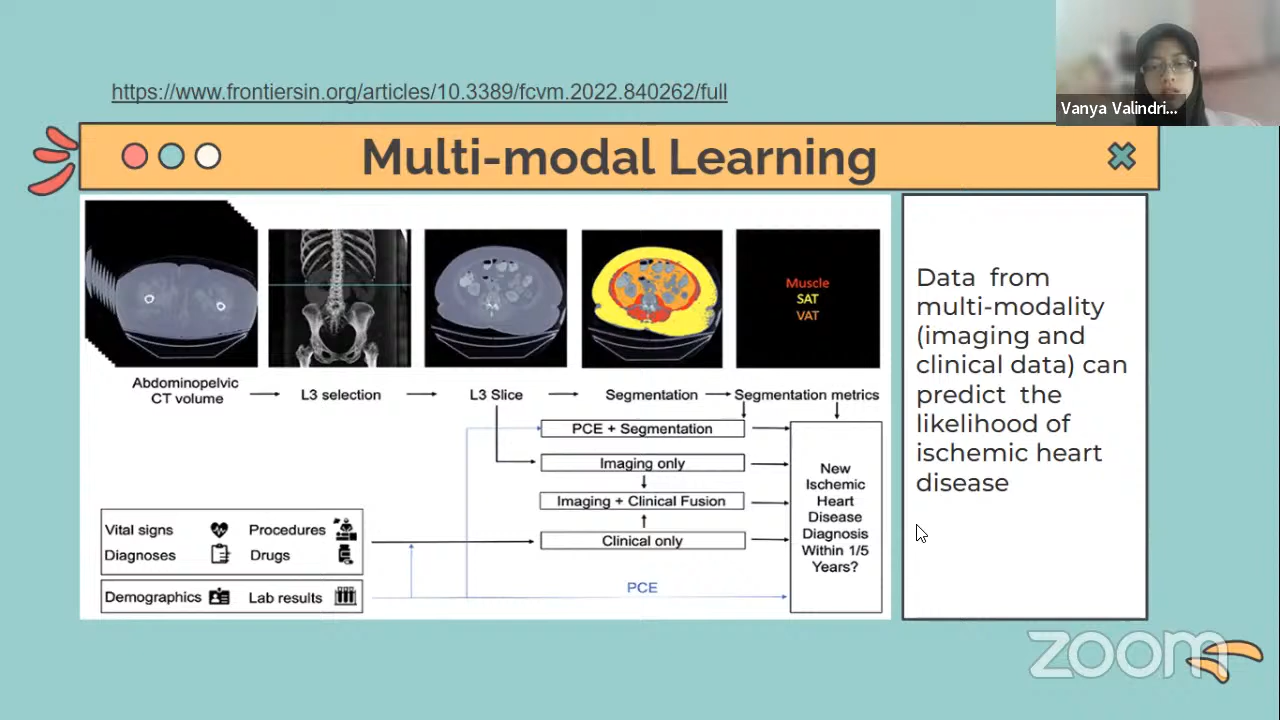 Vanya Valindri...
https://www.frontiersin.org/articles/10.3389/fcvm.2022.840262/full
Multi-modal Learning
Muscle
SAT
VAT
Abdominopelvic
CT volume
L3 selection
L3 Slice
Segmentation
Segmentation metrics
PCE + Segmentation
Imaging only
Imaging + Clinical Fusion
Clinical only
New
Ischemic
Heart
Disease
Diagnosis
Within 1/5
Years?
Vital signs
Procedures
Diagnoses
Drugs
Demographics
Lab results
PCE
Data from
multi-modality
(imaging and
clinical data) can
predict the
likelihood of
ischemic heart
disease
zoom